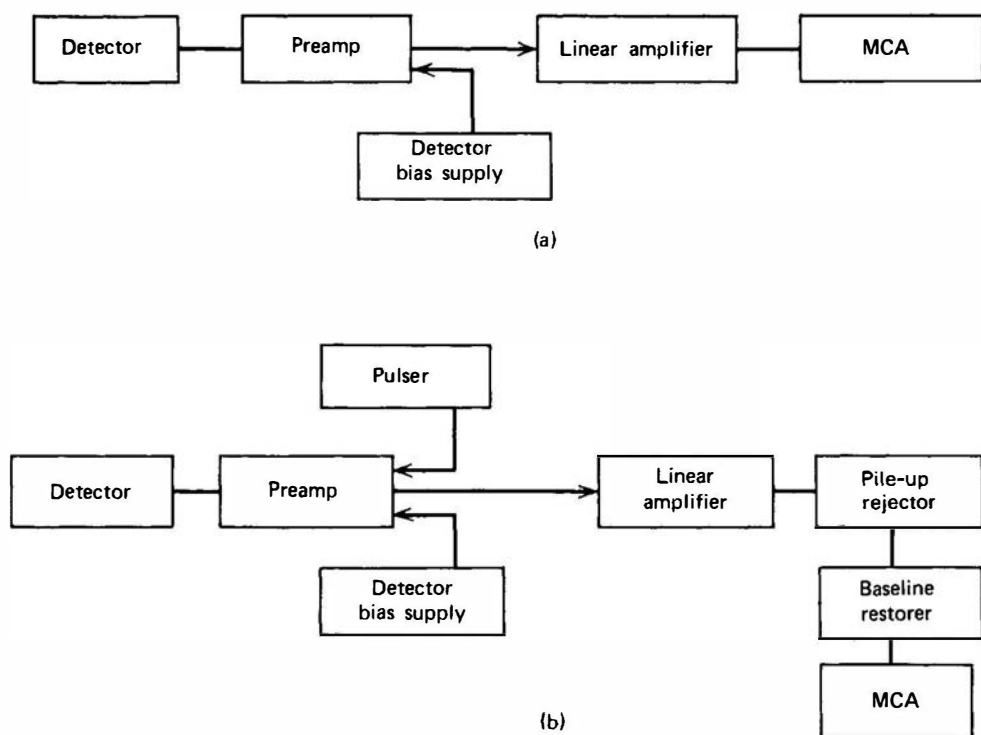 Detector
Preamp
Linear amplifier
MCA
Detector
bias supply
(a)
Pulser
Detector
Preamp
Linear
amplifier
Pile-up
rejector
Detector
bias supply
Baseline
restorer
MCA
(b)